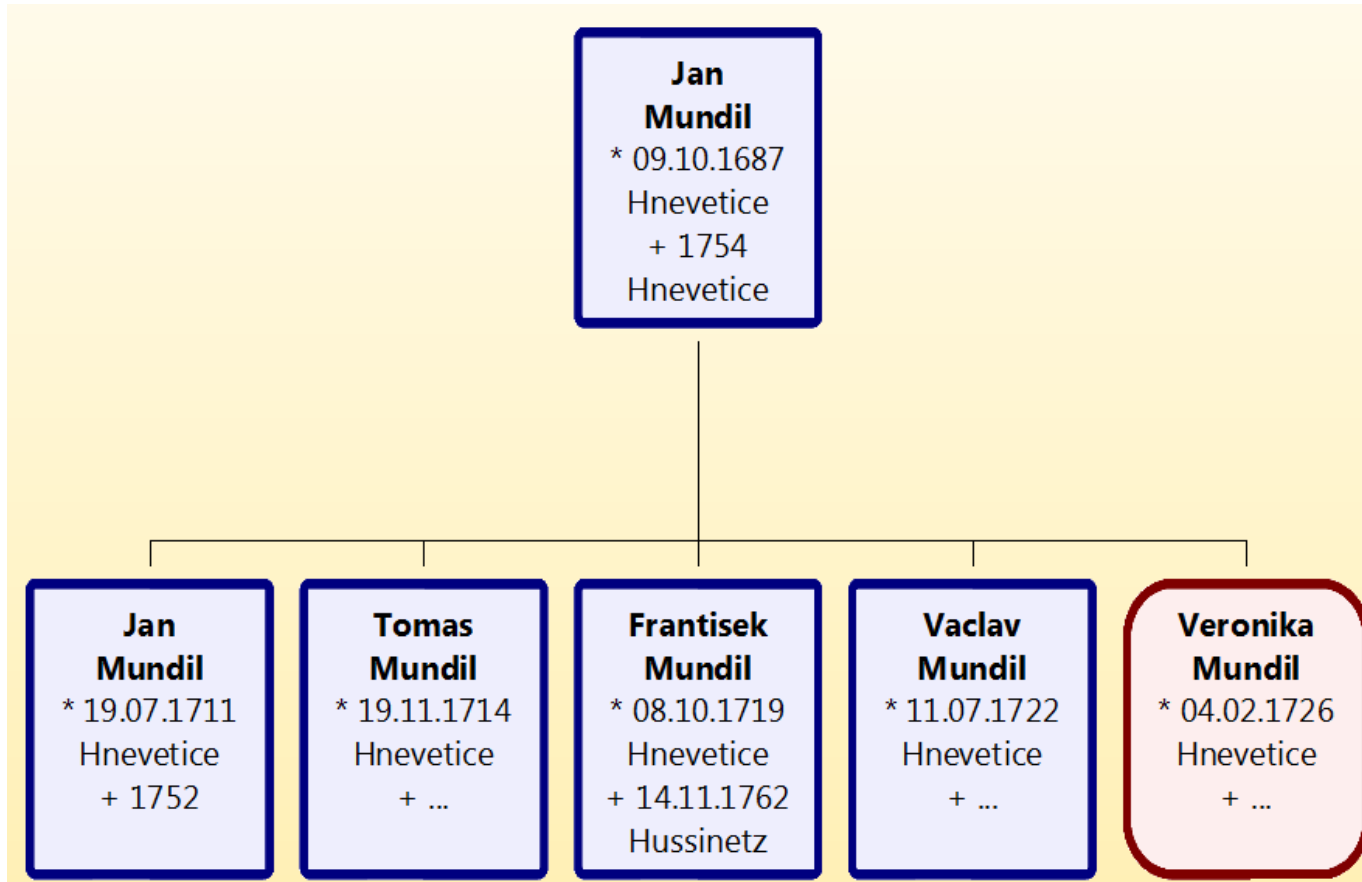 Jan
Mundil
* 09.10.1687
Hnevetice
+ 1754
Hnevetice
Jan
Mundil
* 19.07.1711
Hnevetice
+ 1752
Tomas
Mundil
* 19.11.1714
Hnevetice
+ ...
Frantisek
Mundil
* 08.10.1719
Hnevetice
+ 14.11.1762
Hussinetz
Vaclav
Mundil
* 11.07.1722
Hnevetice
+ ...
Veronika
Mundil
* 04.02.1726
Hnevetice
+ ...